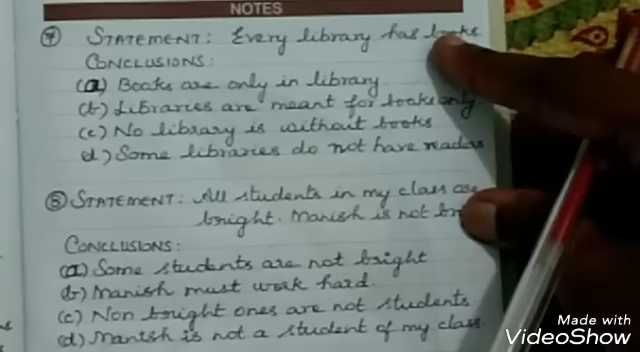 NOTES
⑦ STATEMENT: Every library has books
CONCLUSIONS:
(a) Books are only in library
(b) Libraries are meant for books only
(c) No library is without books
(d) Some libraries do not have readers
⑧ STATEMENT: All students in my class are
bright. Manish is not
CONCLUSIONS:
(a) Some students are not bright
(b) Manish must work hard.
(c) Non bright ones are not students
(d) Manish is not a student of my class.
Made with
VideoShow